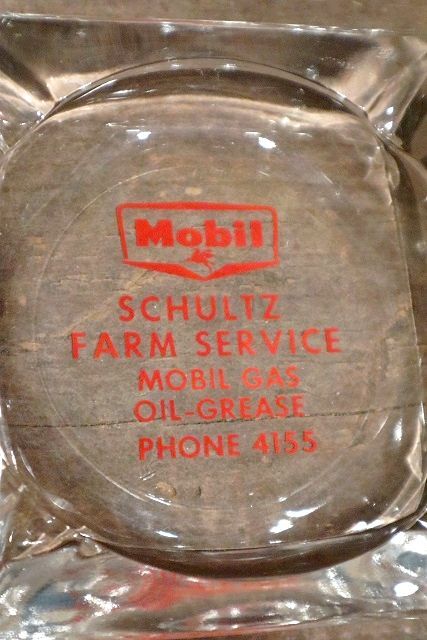 Mobil
SCHULTZ
FARM SERVICE
MOBIL GAS
OIL-GREASE
PHONE 4155